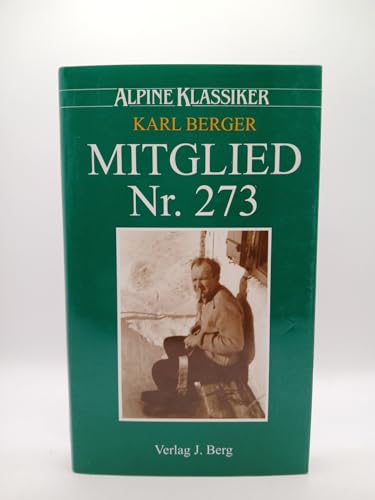 ALPINE KLASSIKER
KARL BERGER
MITGLIED
Nr. 273
Verlag J. Berg